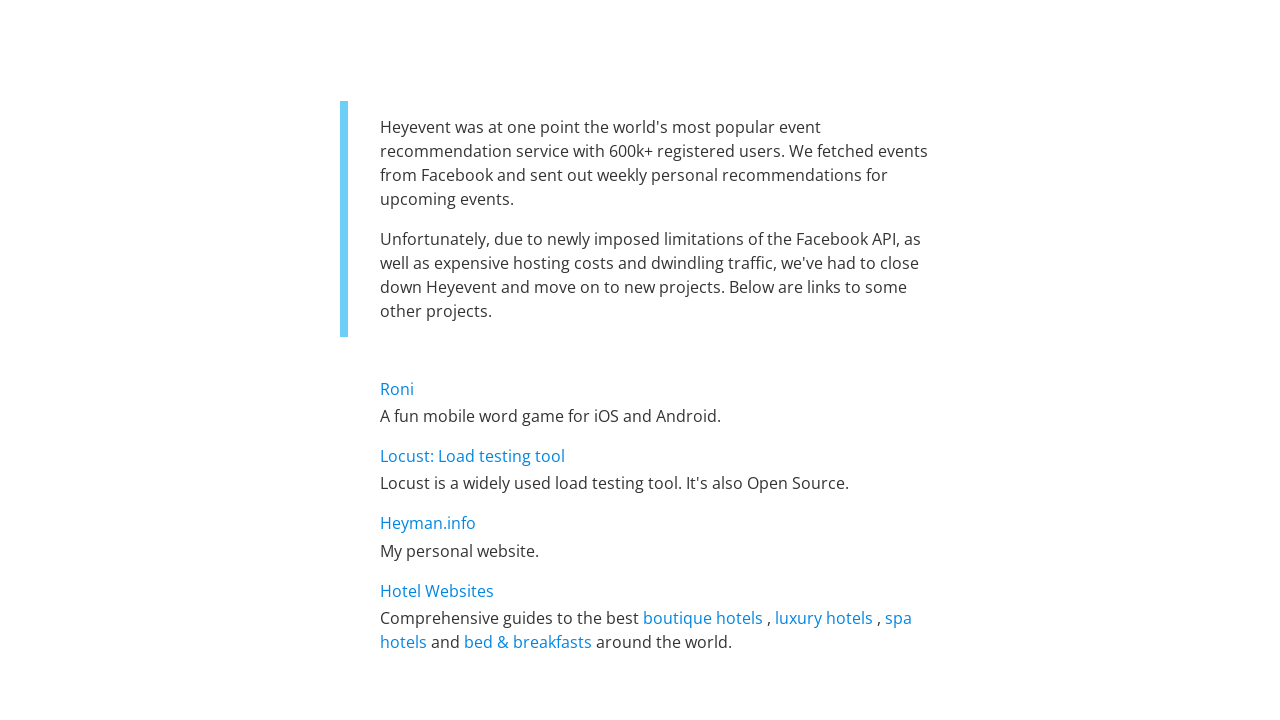 Heyevent was at one point the world's most popular event
recommendation service with 600k+ registered users. We fetched events
from Facebook and sent out weekly personal recommendations for
upcoming events.
Unfortunately, due to newly imposed limitations of the Facebook API, as
well as expensive hosting costs and dwindling traffic, we've had to close
down Heyevent and move on to new projects. Below are links to some
other projects.
Roni
A fun mobile word game for iOS and Android.
Locust: Load testing tool
Locust is a widely used load testing tool. It's also Open Source.
Heyman.info
My personal website.
Hotel Websites
Comprehensive guides to the best boutique hotels , luxury hotels , spa
hotels and bed & breakfasts around the world.